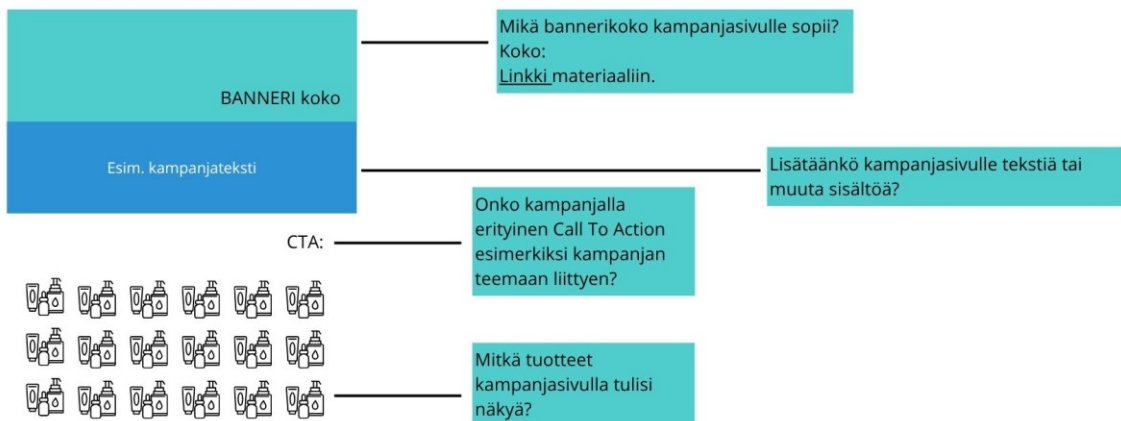 Mikä bannerikoko kampanjasivulle sopii?
Koko:
Linkki materiaaliin.
BANNERI koko
Esim. kampanjateksti
Lisätäänkö kampanjasivulle tekstiä tai
muuta sisältöä?
Onko kampanjalla
erityinen Call To Action
esimerkiksi kampanjan
teemaan liittyen?
CTA:
Mitkä tuotteet
kampanjasivulla tulisi
näkyä?